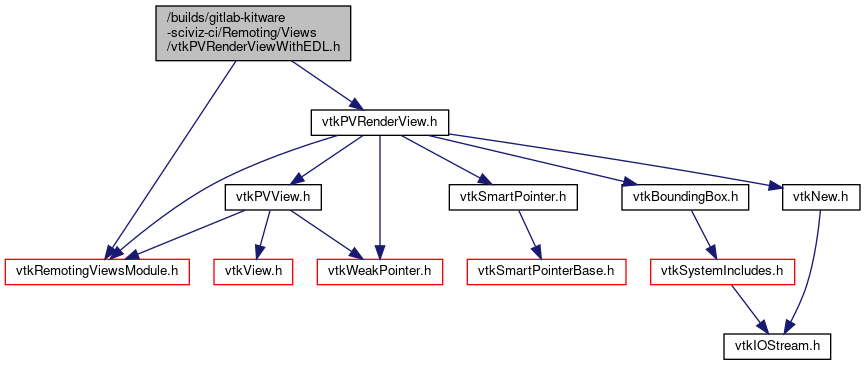 /builds/gitlab-kitware
-sciviz-ci/Remoting/Views
/vtkPVRenderViewWithEDL.h
vtkPVRenderView.h
vtkPVView.h
vtkSmartPointer.h
vtkBoundingBox.h
vtkNew.h
vtkRemotingViewsModule.h
vtkView.h
vtkWeakPointer.h
vtkSmartPointerBase.h
vtkSystemIncludes.h
vtkIOStream.h